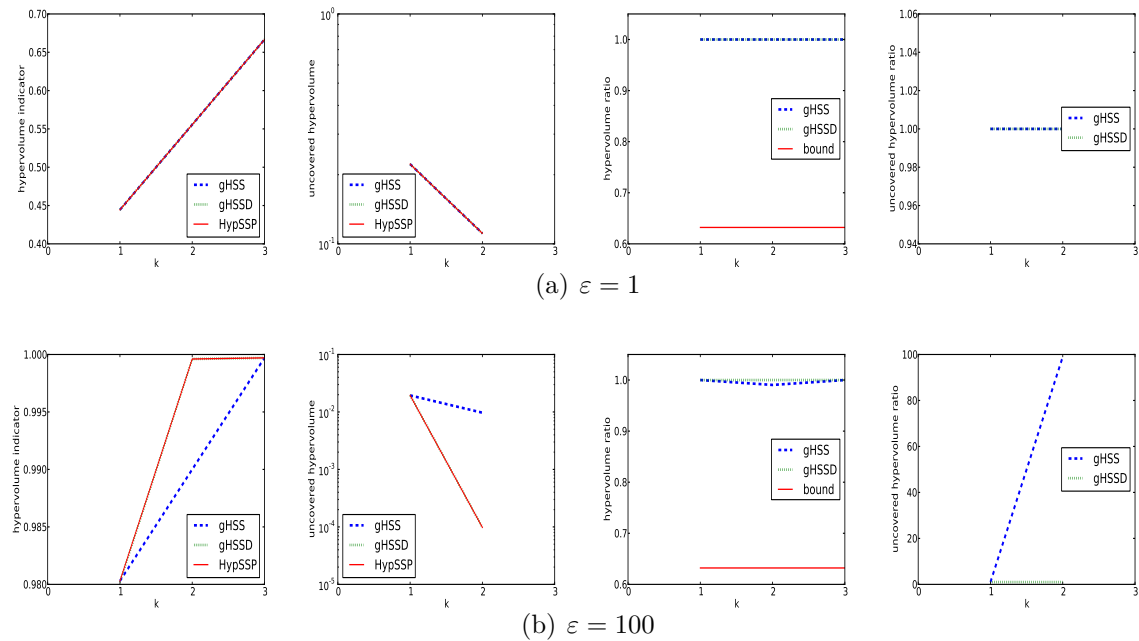 0.70
0.65
0.60
0.55
0.50
0.45
0.40
hypervolume indicator
gHSS
gHSSD
HypSSP
0 1 2 3
k
10^0
10^-1
uncovered hypervolume
gHSS
gHSSD
HypSSP
0 1 2 3
k
1.0
0.9
0.8
0.7
0.6
hypervolume ratio
gHSS
gHSSD
bound
0 1 2 3
k
1.06
1.04
1.02
1.00
0.98
0.96
0.94
uncovered hypervolume ratio
gHSS
gHSSD
0 1 2 3
k
(a) ε = 1
1.000
0.995
0.990
0.985
0.980
hypervolume indicator
gHSS
gHSSD
HypSSP
0 1 2 3
k
10^-1
10^-2
10^-3
10^-4
10^-5
uncovered hypervolume
gHSS
gHSSD
HypSSP
0 1 2 3
k
1.0
0.9
0.8
0.7
0.6
hypervolume ratio
gHSS
gHSSD
bound
0 1 2 3
k
100
80
60
40
20
0
uncovered hypervolume ratio
gHSS
gHSSD
0 1 2 3
k
(b) ε = 100